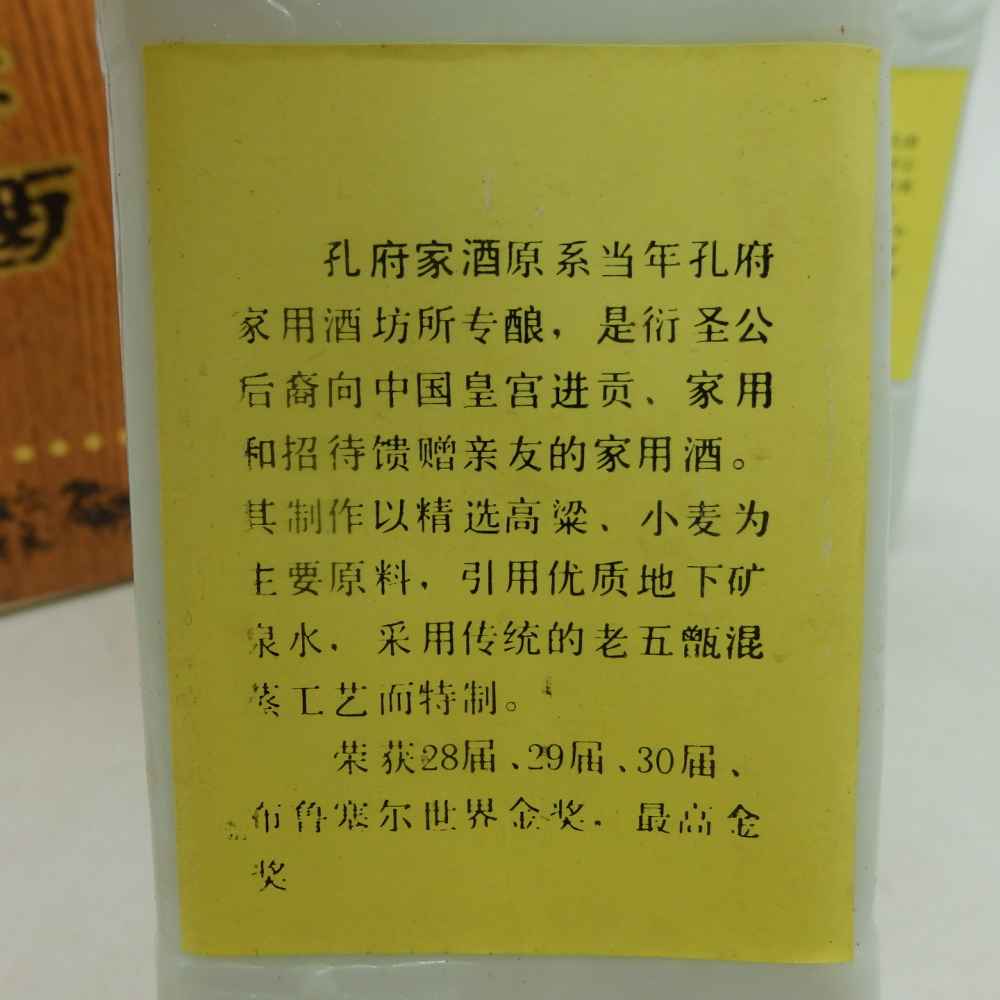 孔府家酒原系当年孔府
家用酒坊所专酿，是衍圣公
后裔向中国皇宫进贡、家用
和招待馈赠亲友的家用酒。
其制作以精选高粱、小麦为
主要原料，引用优质地下矿
泉水，采用传统的老五甑混
蒸工艺而特制。
荣获28届、29届、30届、
布鲁塞尔世界金奖．最高金
奖
酒